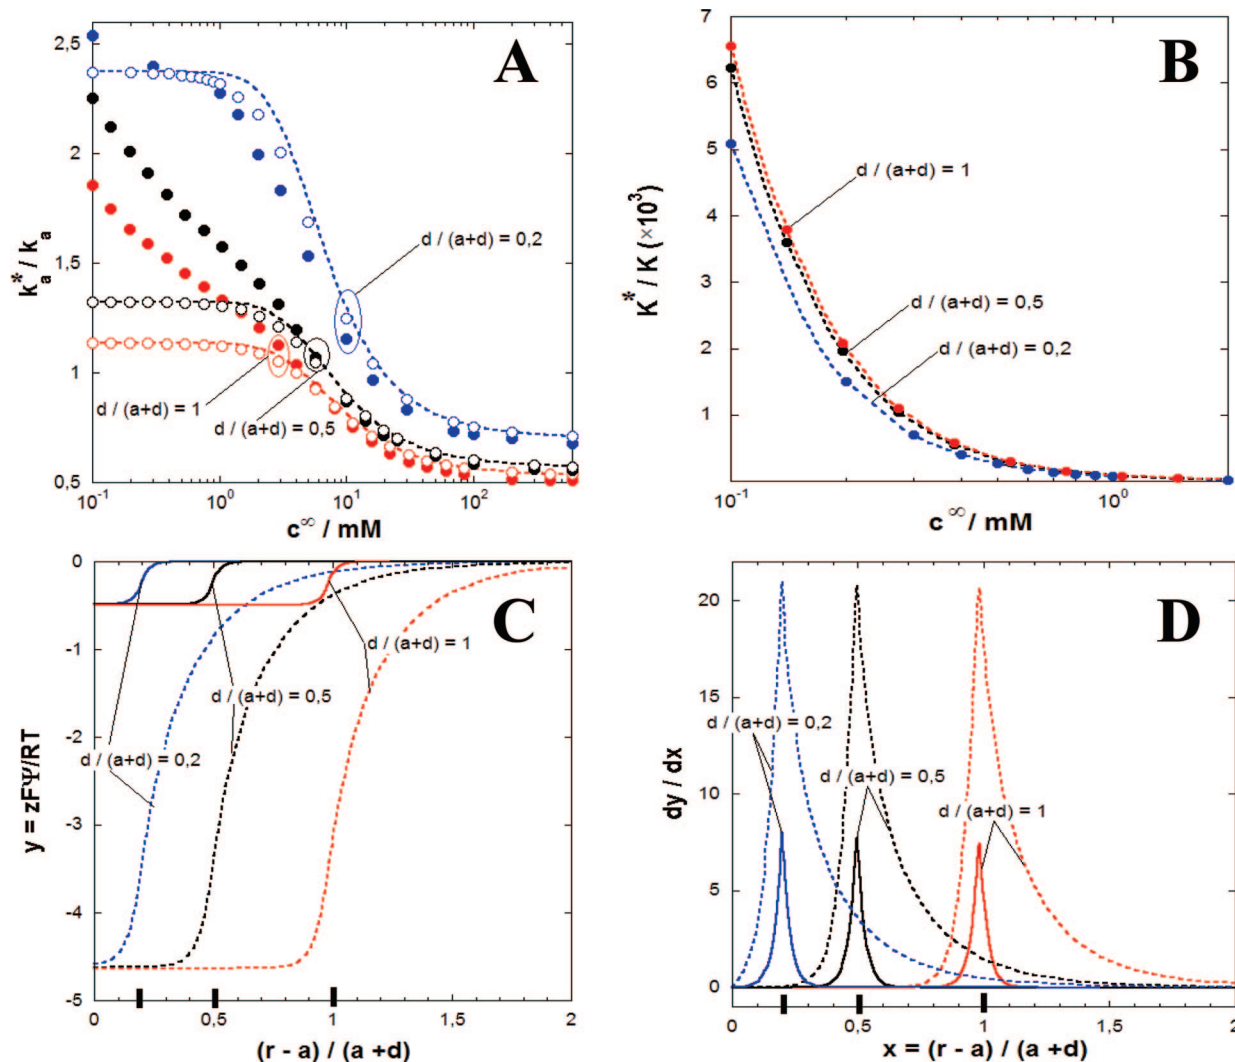 A
2,5
2
1,5
1
0,5
10⁻¹
10⁰
10¹
10²
kₐ* / kₐ
c∞ / mM
d / (a+d) = 0,2
d / (a+d) = 1
d / (a+d) = 0,5
B
7
6
5
4
3
2
1
10⁻¹
10⁰
K* / K (×10³)
c∞ / mM
d / (a+d) = 1
d / (a+d) = 0,5
d / (a+d) = 0,2
C
0
-1
-2
-3
-4
-5
0
0,5
1
1,5
2
y = zFΨ/RT
(r - a) / (a +d)
d / (a+d) = 1
d / (a+d) = 0,5
d / (a+d) = 0,2
D
20
15
10
5
0
0
0,5
1
1,5
2
dy / dx
x = (r - a) / (a +d)
d / (a+d) = 0,2
d / (a+d) = 0,5
d / (a+d) = 1